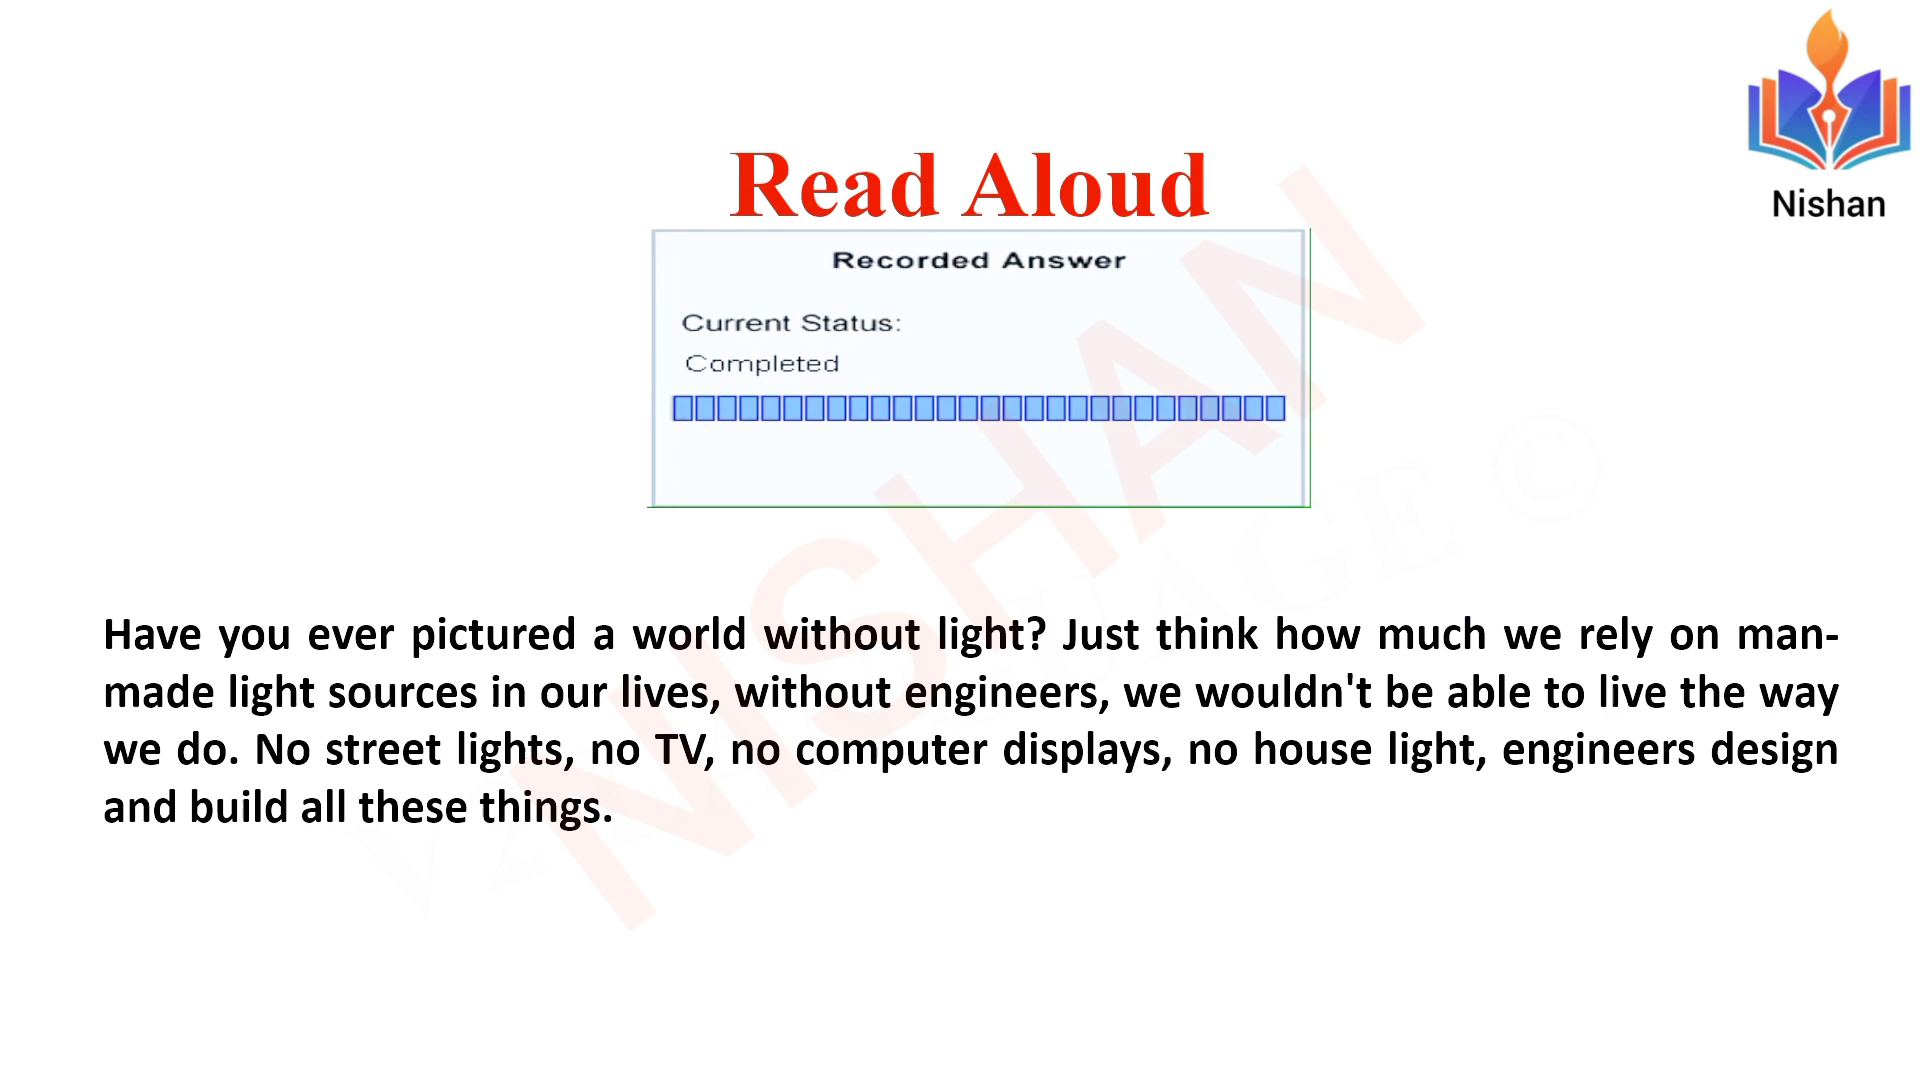 Nishan
Read Aloud
Recorded Answer
Current Status:
Completed
Have you ever pictured a world without light? Just think how much we rely on man-
made light sources in our lives, without engineers, we wouldn't be able to live the way
we do. No street lights, no TV, no computer displays, no house light, engineers design
and build all these things.
NISHAN